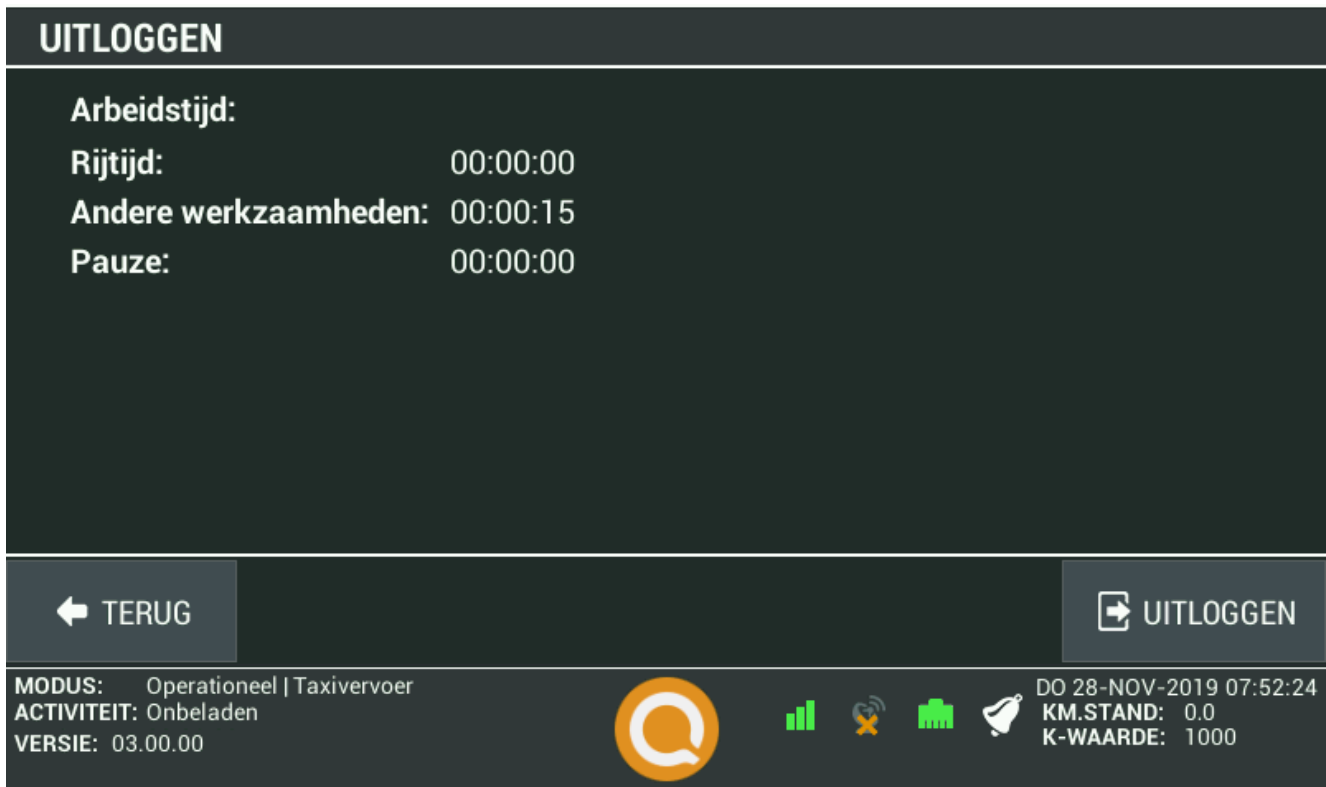 UITLOGGEN
Arbeidstijd:
Rijtijd: 00:00:00
Andere werkzaamheden: 00:00:15
Pauze: 00:00:00
TERUG
UITLOGGEN
MODUS: Operationeel | Taxivervoer
ACTIVITEIT: Onbeladen
VERSIE: 03.00.00
DO 28-NOV-2019 07:52:24
KM.STAND: 0.0
K-WAARDE: 1000